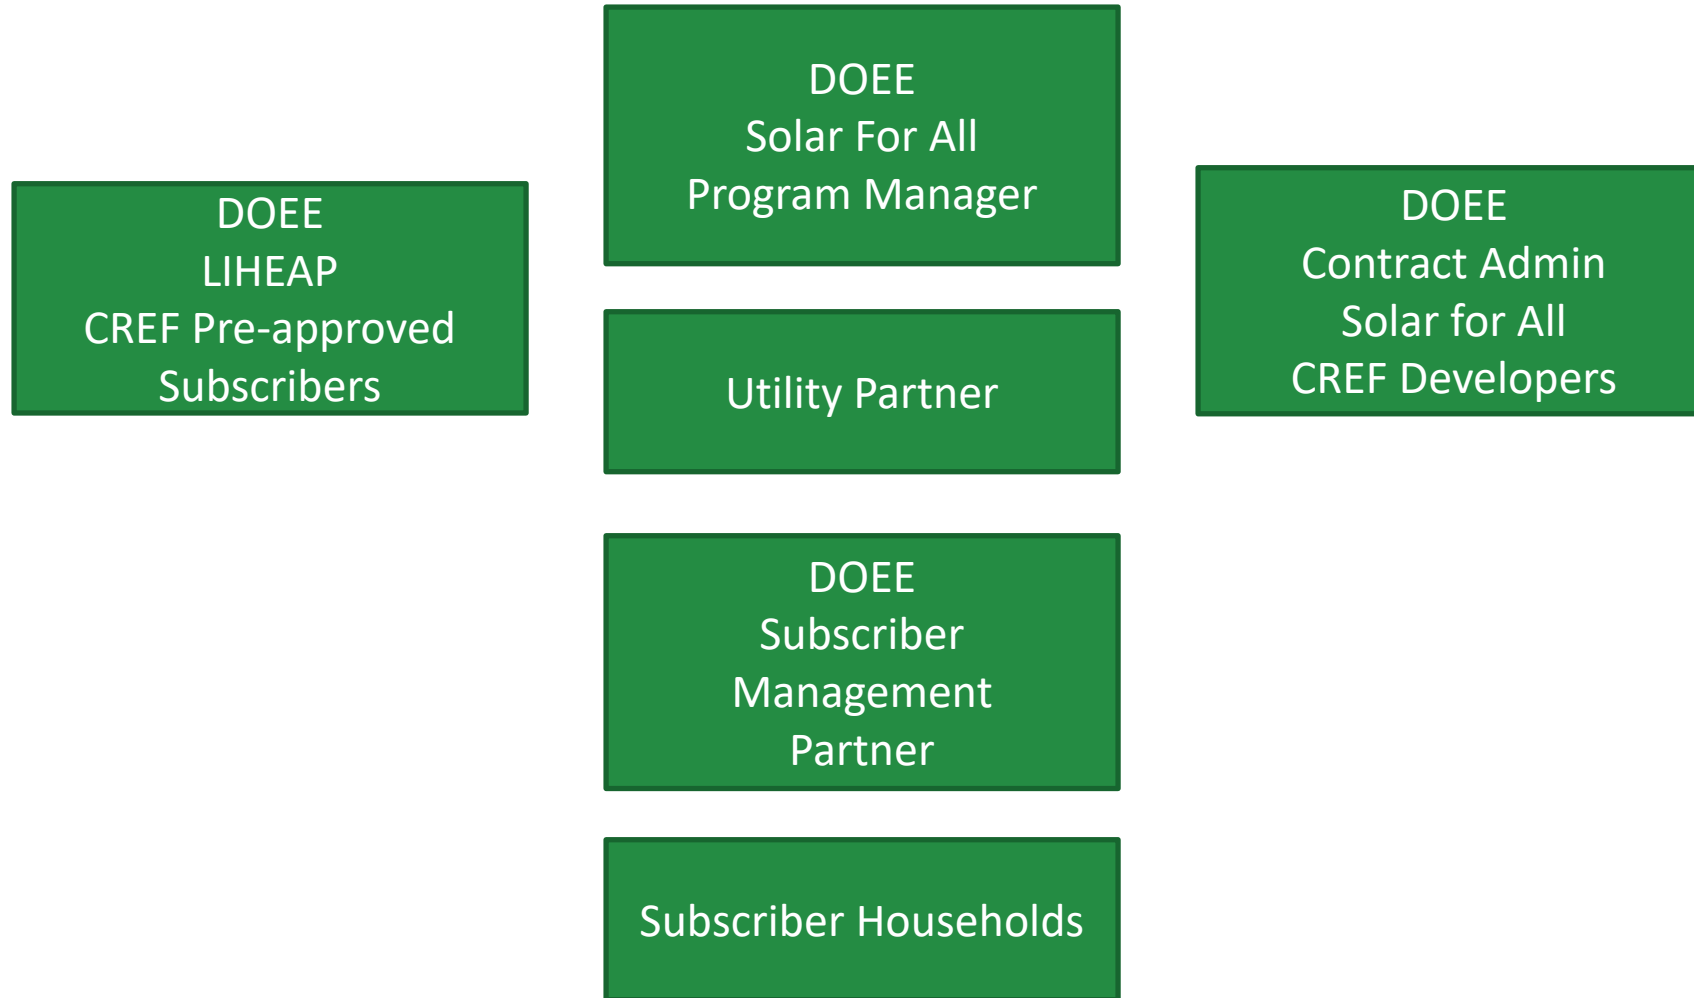 DOEE
Solar For All
Program Manager
DOEE
LIHEAP
CREF Pre-approved
Subscribers
DOEE
Contract Admin
Solar for All
CREF Developers
Utility Partner
DOEE
Subscriber
Management
Partner
Subscriber Households